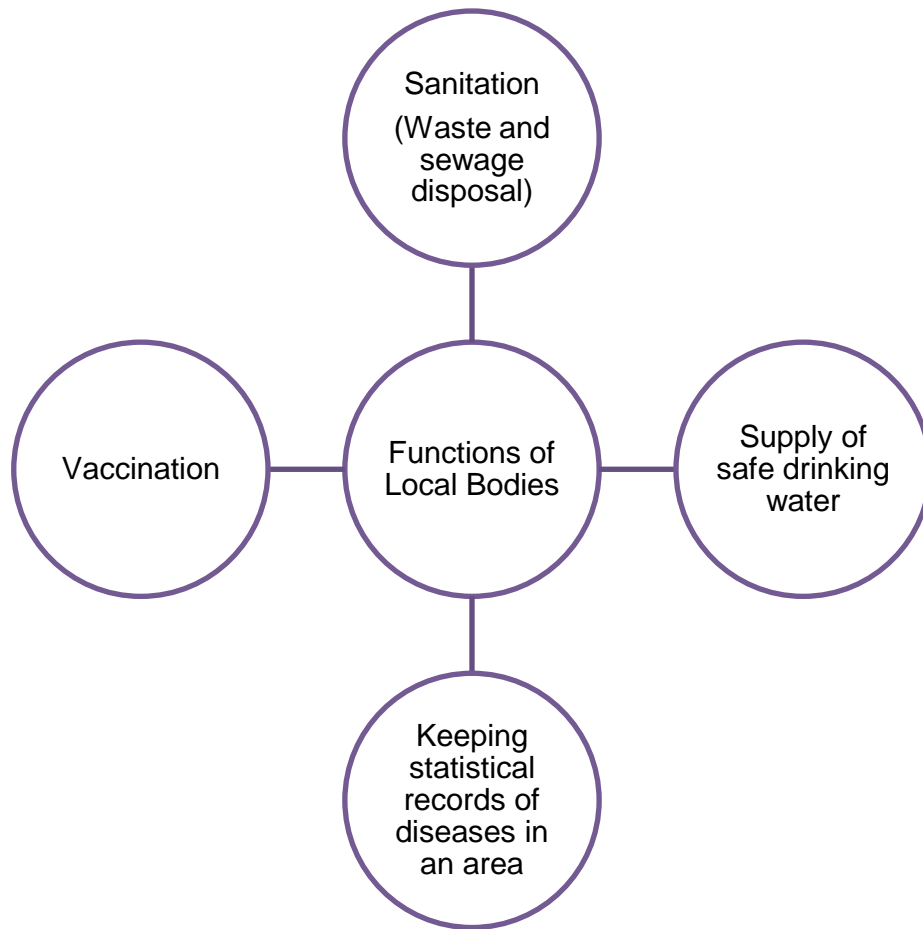 Sanitation
(Waste and
sewage
disposal)
Vaccination
Functions of
Local Bodies
Supply of
safe drinking
water
Keeping
statistical
records of
diseases in
an area